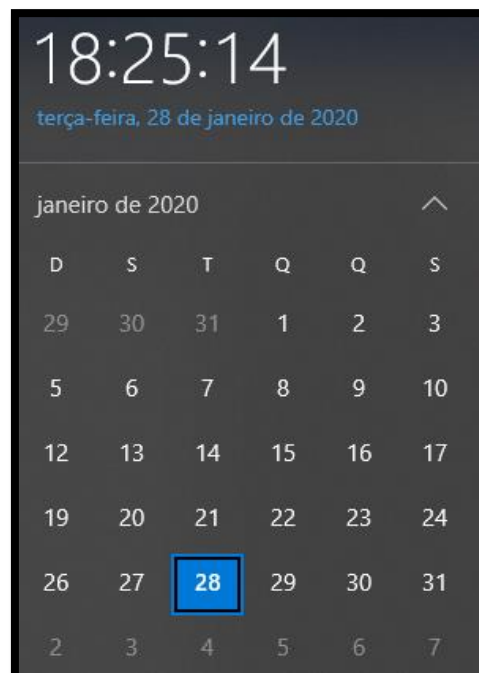 18:25:14
terça-feira, 28 de janeiro de 2020
janeiro de 2020
D S T Q Q S
29 30 31 1 2 3
5 6 7 8 9 10
12 13 14 15 16 17
19 20 21 22 23 24
26 27 28 29 30 31
2 3 4 5 6 7